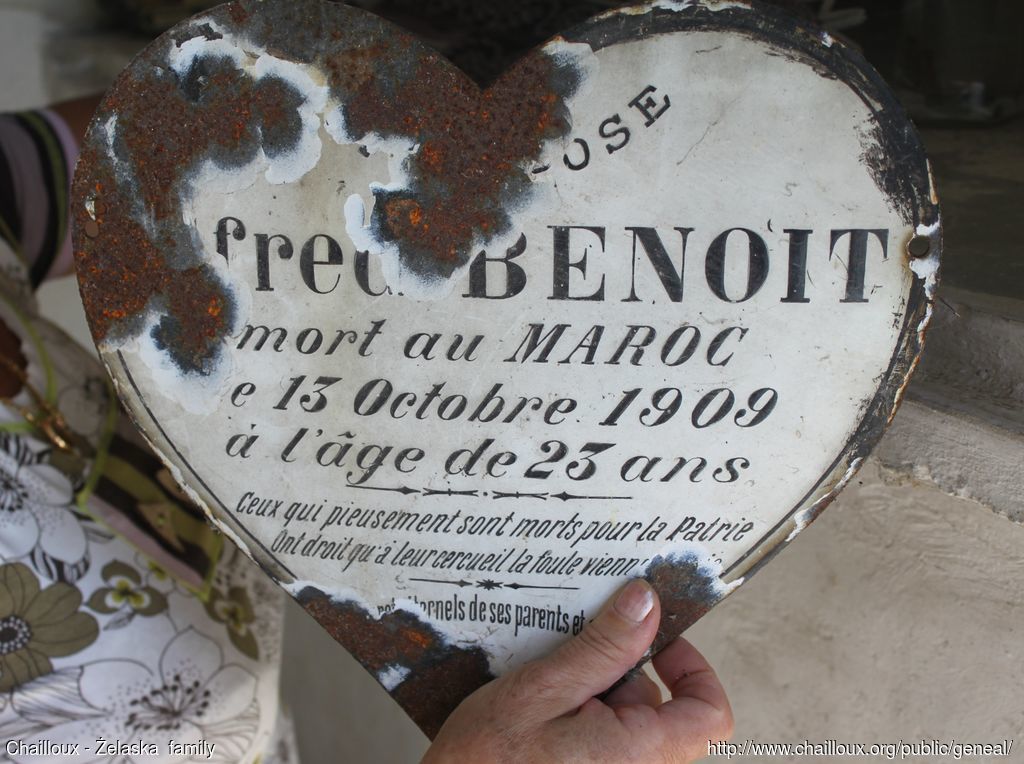 OSE
fred BENOIT
mort au MAROC
e 13 Octobre 1909
à l'âge de 23 ans
Ceux qui pieusement sont morts pour la Patrie
Ont droit qu'à leur cercueil la foule vienn
ternels de ses parents et
Chailloux - Żelaska family
http://www.chailloux.org/public/geneal/